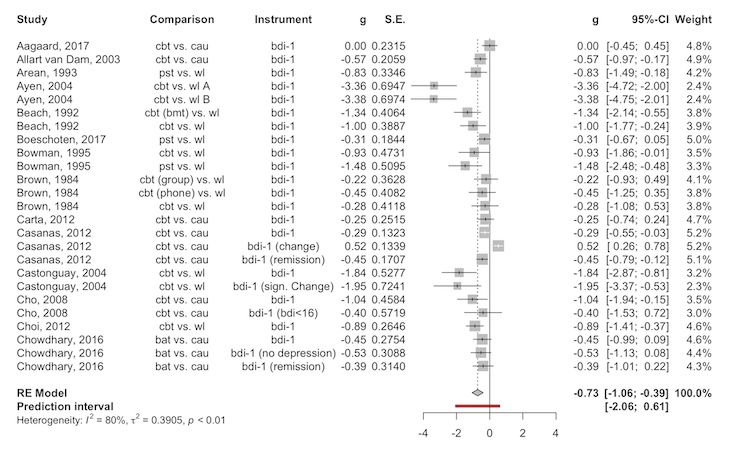 Study Comparison Instrument g S.E. g 95%-CI Weight
Aagaard, 2017 cbt vs. cau bdi-1 0.00 0.2315 0.00 [-0.45; 0.45] 4.8%
Allart van Dam, 2003 cbt vs. cau bdi-1 -0.57 0.2059 -0.57 [-0.97; -0.17] 4.9%
Arean, 1993 pst vs. wl bdi-1 -0.83 0.3346 -0.83 [-1.49; -0.18] 4.2%
Ayen, 2004 cbt vs. wl A bdi-1 -3.36 0.6947 -3.36 [-4.72; -2.00] 2.4%
Ayen, 2004 cbt vs. wl B bdi-1 -3.38 0.6974 -3.38 [-4.75; -2.01] 2.4%
Beach, 1992 cbt (bmt) vs. wl bdi-1 -1.34 0.4064 -1.34 [-2.14; -0.55] 3.8%
Beach, 1992 cbt vs. wl bdi-1 -1.00 0.3887 -1.00 [-1.77; -0.24] 3.9%
Boeschoten, 2017 pst vs. wl bdi-1 -0.31 0.1844 -0.31 [-0.67; 0.05] 5.0%
Bowman, 1995 cbt vs. wl bdi-1 -0.93 0.4731 -0.93 [-1.86; -0.01] 3.4%
Bowman, 1995 pst vs. wl bdi-1 -1.48 0.5095 -1.48 [-2.48; -0.48] 3.3%
Brown, 1984 cbt (group) vs. wl bdi-1 -0.22 0.3628 -0.22 [-0.93; 0.49] 4.1%
Brown, 1984 cbt (phone) vs. wl bdi-1 -0.45 0.4082 -0.45 [-1.25; 0.35] 3.8%
Brown, 1984 cbt vs. wl bdi-1 -0.28 0.4118 -0.28 [-1.08; 0.53] 3.8%
Carta, 2012 cbt vs. cau bdi-1 -0.25 0.2515 -0.25 [-0.74; 0.24] 4.7%
Casanas, 2012 cbt vs. cau bdi-1 -0.29 0.1323 -0.29 [-0.55; -0.03] 5.2%
Casanas, 2012 cbt vs. cau bdi-1 (change) 0.52 0.1339 0.52 [ 0.26; 0.78] 5.2%
Casanas, 2012 cbt vs. cau bdi-1 (remission) -0.45 0.1707 -0.45 [-0.79; -0.12] 5.1%
Castonguay, 2004 cbt vs. wl bdi-1 -1.84 0.5277 -1.84 [-2.87; -0.81] 3.2%
Castonguay, 2004 cbt vs. wl bdi-1 (sign. Change) -1.95 0.7241 -1.95 [-3.37; -0.53] 2.3%
Cho, 2008 cbt vs. cau bdi-1 -1.04 0.4584 -1.04 [-1.94; -0.15] 3.5%
Cho, 2008 cbt vs. cau bdi-1 (bdi<16) -0.40 0.5719 -0.40 [-1.53; 0.72] 3.0%
Choi, 2012 cbt vs. wl bdi-1 -0.89 0.2646 -0.89 [-1.41; -0.37] 4.6%
Chowdhary, 2016 bat vs. cau bdi-1 -0.45 0.2754 -0.45 [-0.99; 0.09] 4.6%
Chowdhary, 2016 bat vs. cau bdi-1 (no depression) -0.53 0.3088 -0.53 [-1.13; 0.08] 4.4%
Chowdhary, 2016 bat vs. cau bdi-1 (remission) -0.39 0.3140 -0.39 [-1.01; 0.22] 4.3%
RE Model -0.73 [-1.06; -0.39] 100.0%
Prediction interval [-2.06; 0.61]
Heterogeneity: I² = 80%, τ² = 0.3905, p < 0.01
-4 -2 0 2 4